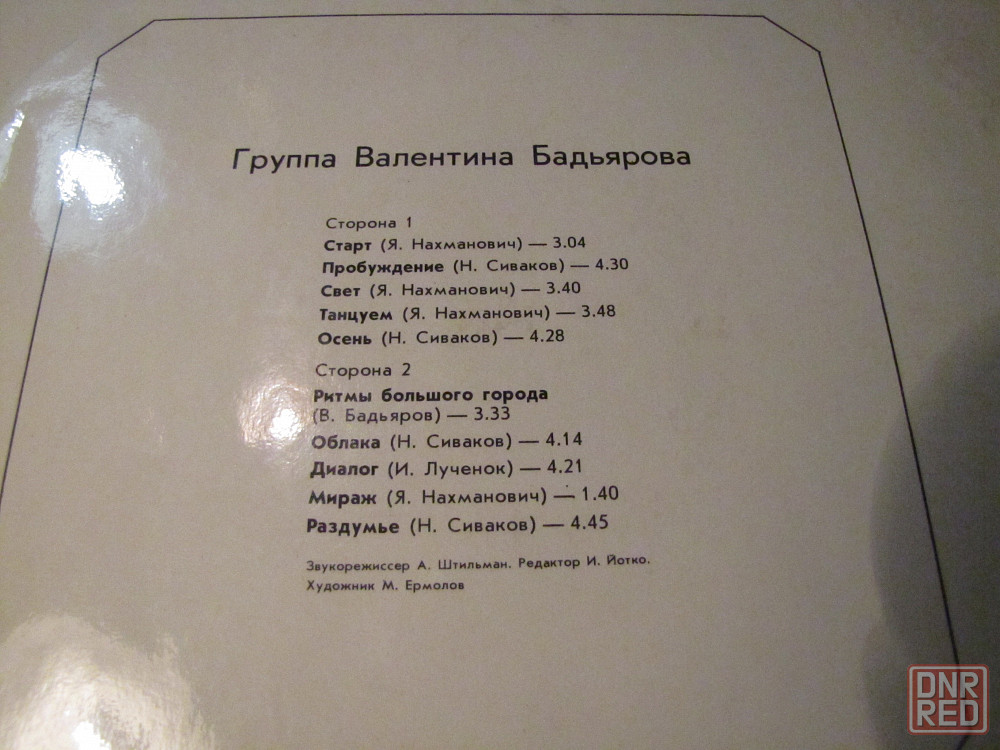 Группа Валентина Бадьярова
Сторона 1
Старт (Я. Нахманович) — 3.04
Пробуждение (Н. Сиваков) — 4.30
Свет (Я. Нахманович) — 3.40
Танцуем (Я. Нахманович) — 3.48
Осень (Н. Сиваков) — 4.28
Сторона 2
Ритмы большого города
(В. Бадьяров) — 3.33
Облака (Н. Сиваков) — 4.14
Диалог (И. Лученок) — 4.21
Мираж (Я. Нахманович) — 1.40
Раздумье (Н. Сиваков) — 4.45
Звукорежиссер А. Штильман. Редактор И. Йотко.
Художник М. Ермолов
DNR
RED